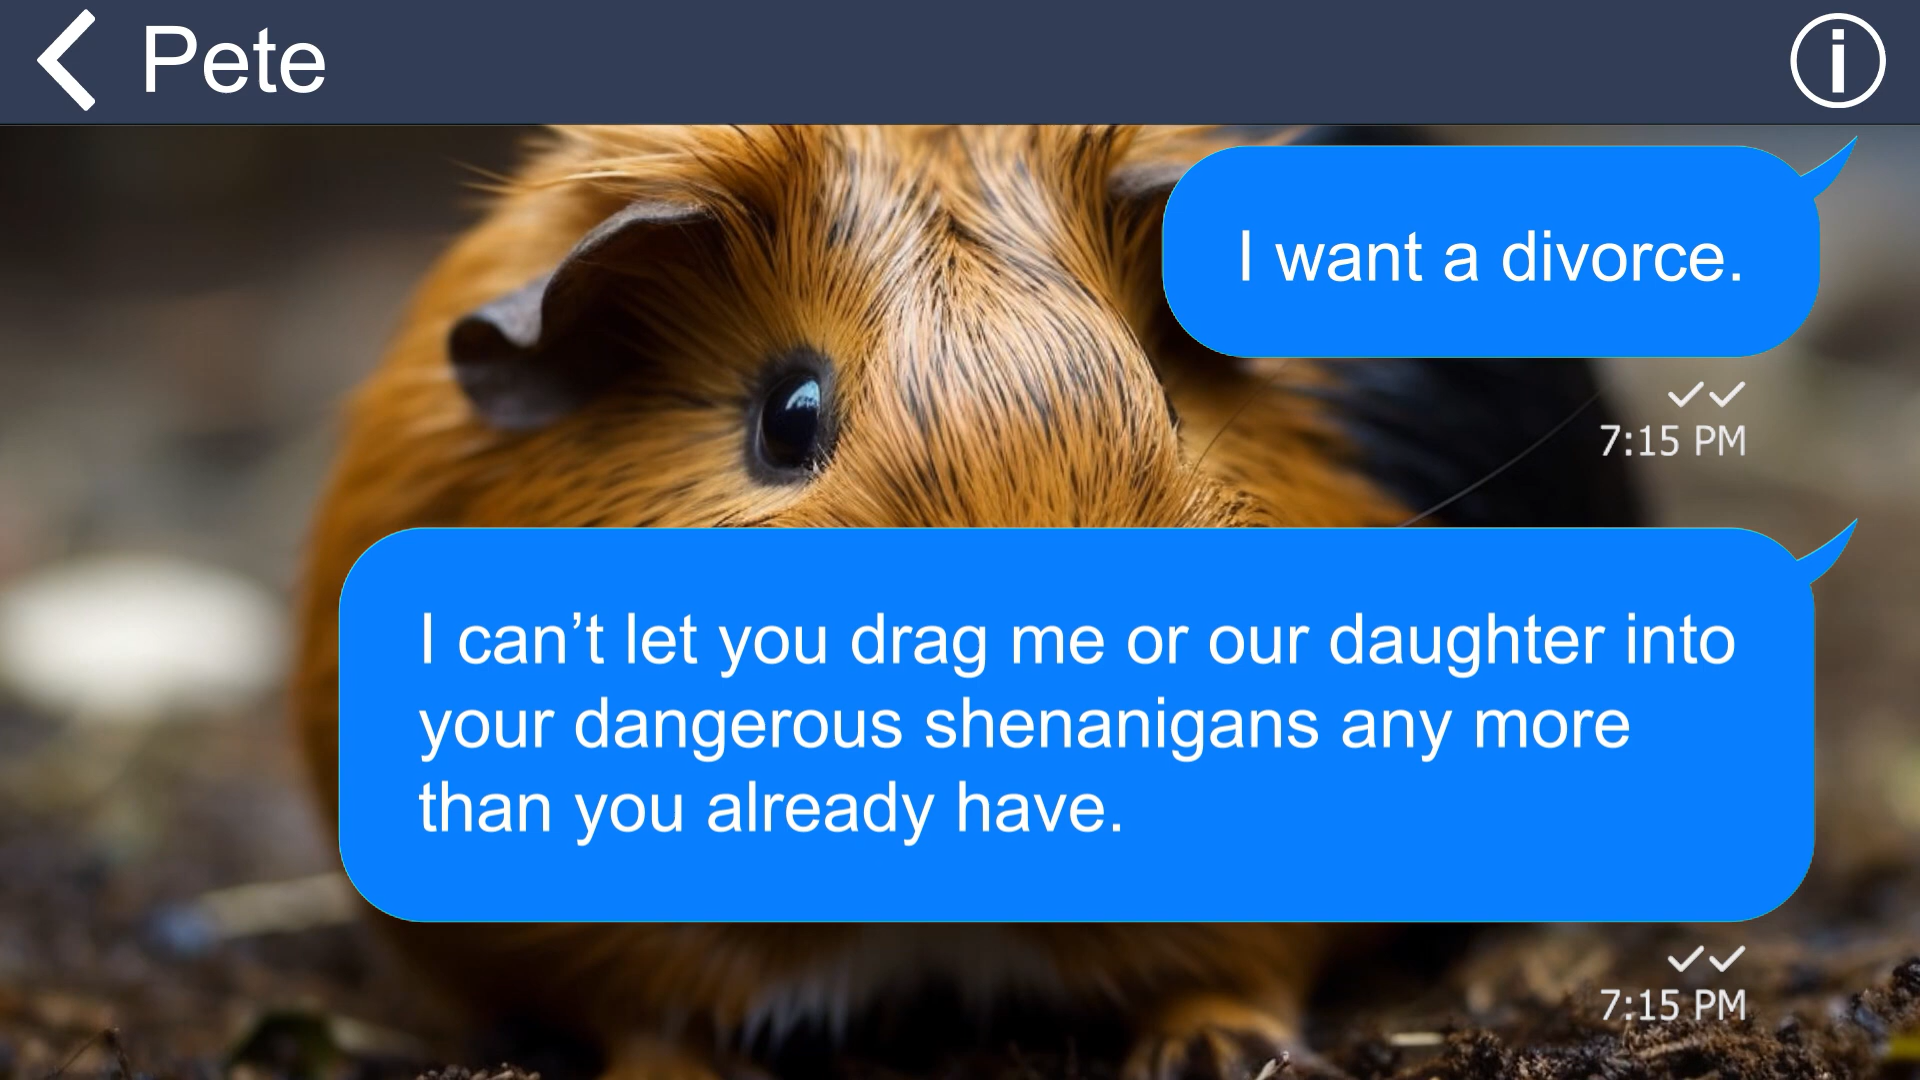 Pete
I want a divorce.
7:15 PM
I can’t let you drag me or our daughter into
your dangerous shenanigans any more
than you already have.
7:15 PM